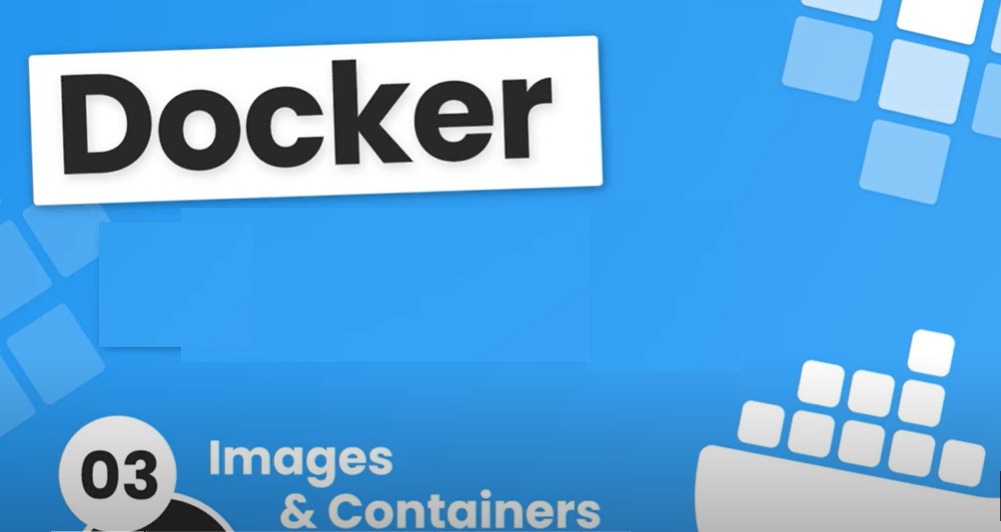 Docker
03
Images
& Containers